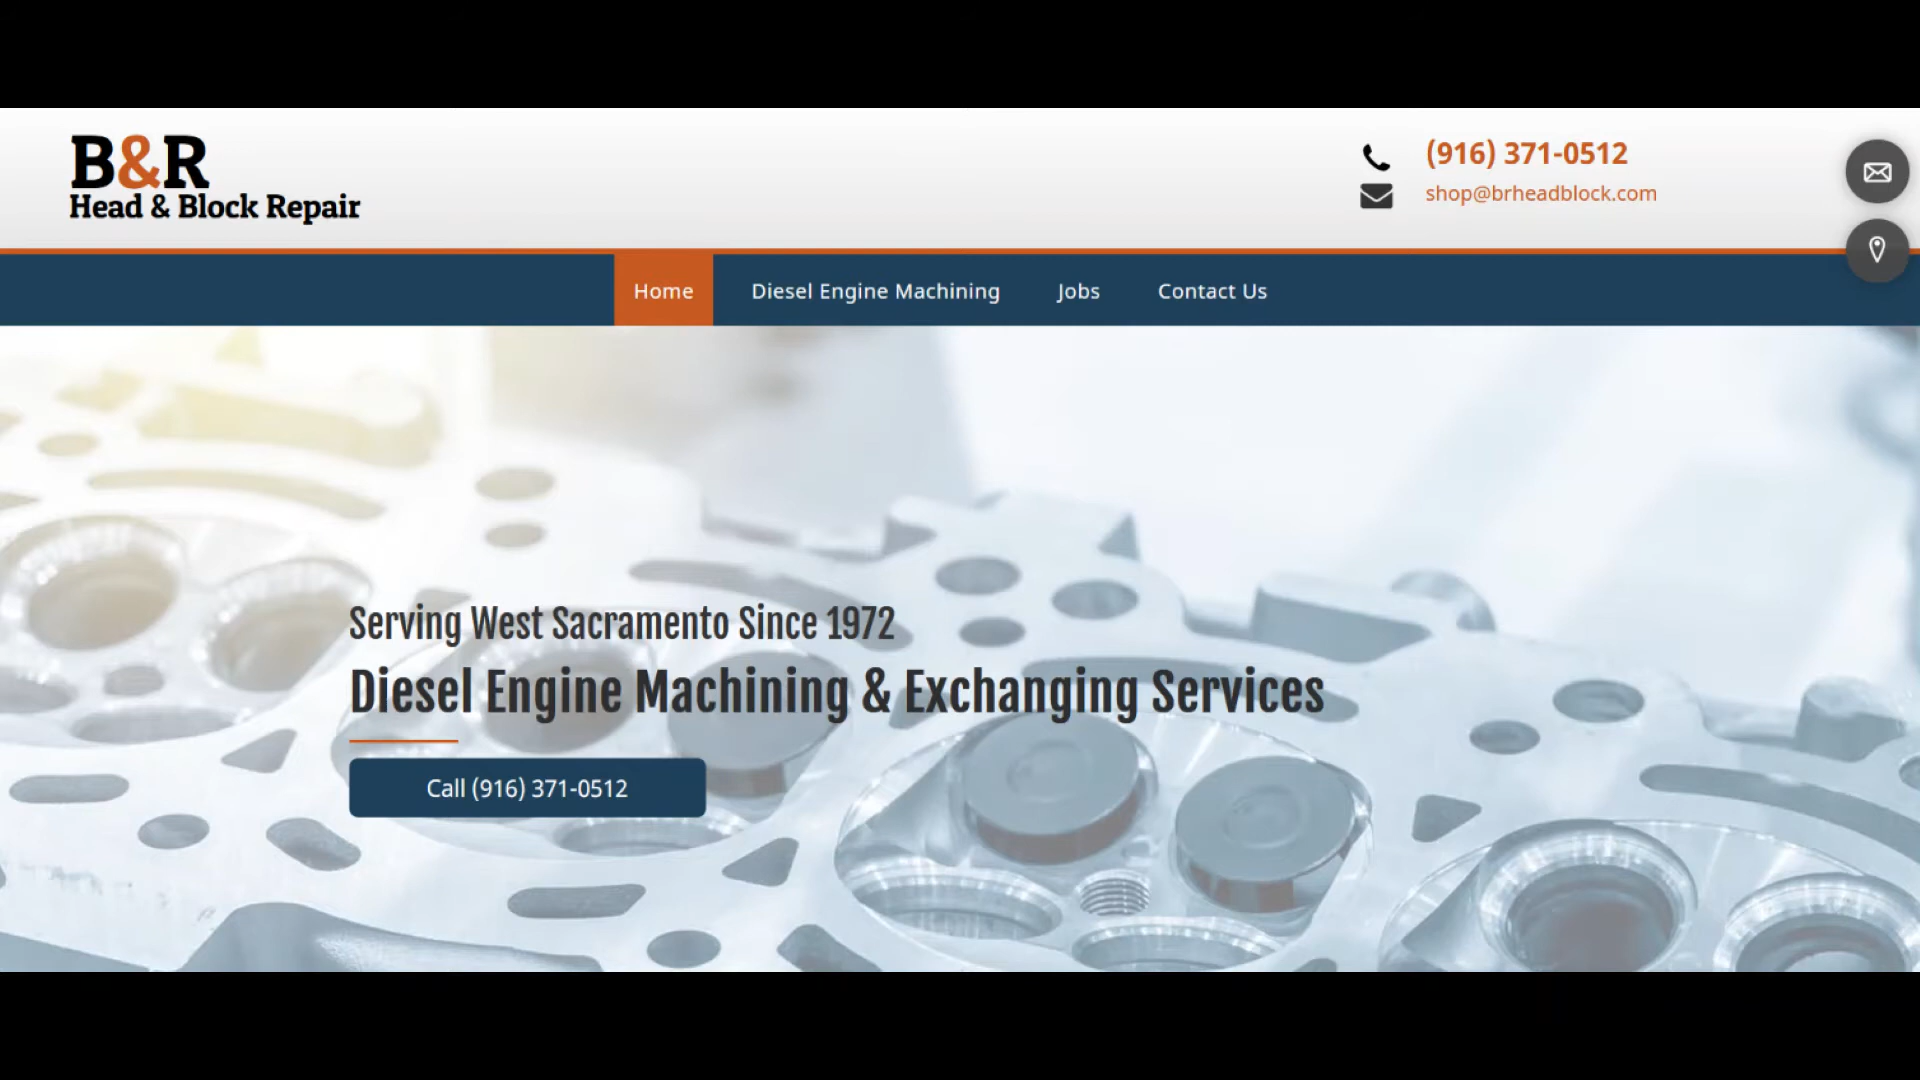 B&R
Head & Block Repair
(916) 371-0512
shop@brheadblock.com
Home
Diesel Engine Machining
Jobs
Contact Us
Serving West Sacramento Since 1972
Diesel Engine Machining & Exchanging Services
Call (916) 371-0512